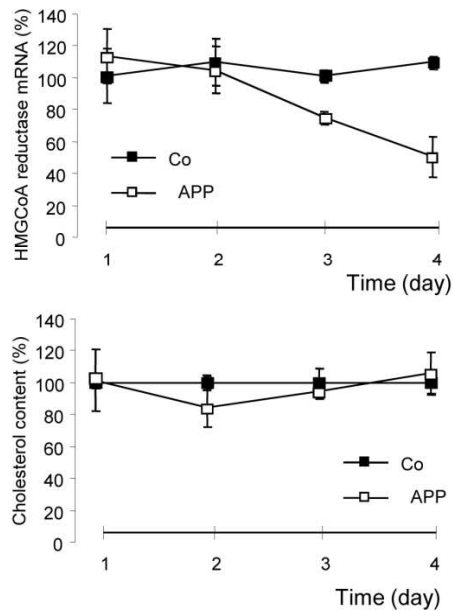 HMGCoA reductase mRNA (%)
140
120
100
80
60
40
20
0
Co
APP
1 2 3 4
Time (day)
Cholesterol content (%)
140
120
100
80
60
40
20
0
Co
APP
1 2 3 4
Time (day)